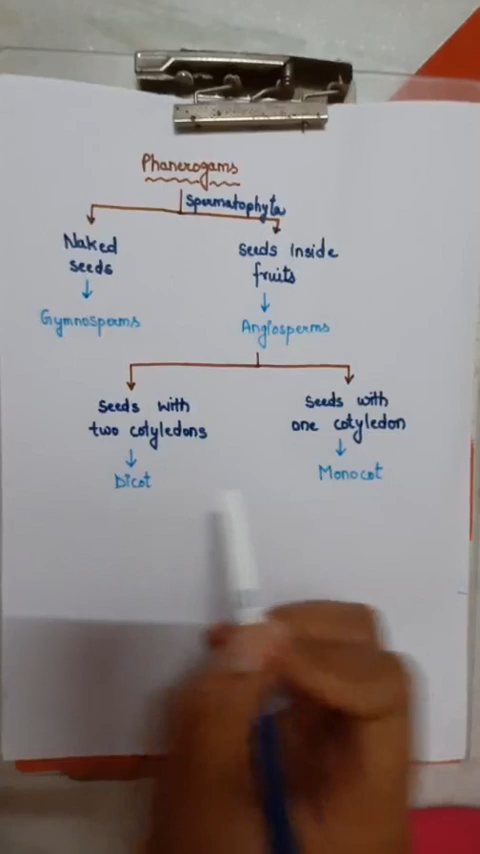 Phanerogams
Spermatophyta
Naked
seeds
Seeds Inside
fruits
Gymnosperms
Angiosperms
Seeds with
two cotyledons
Seeds with
one cotyledon
Dicot
Monocot